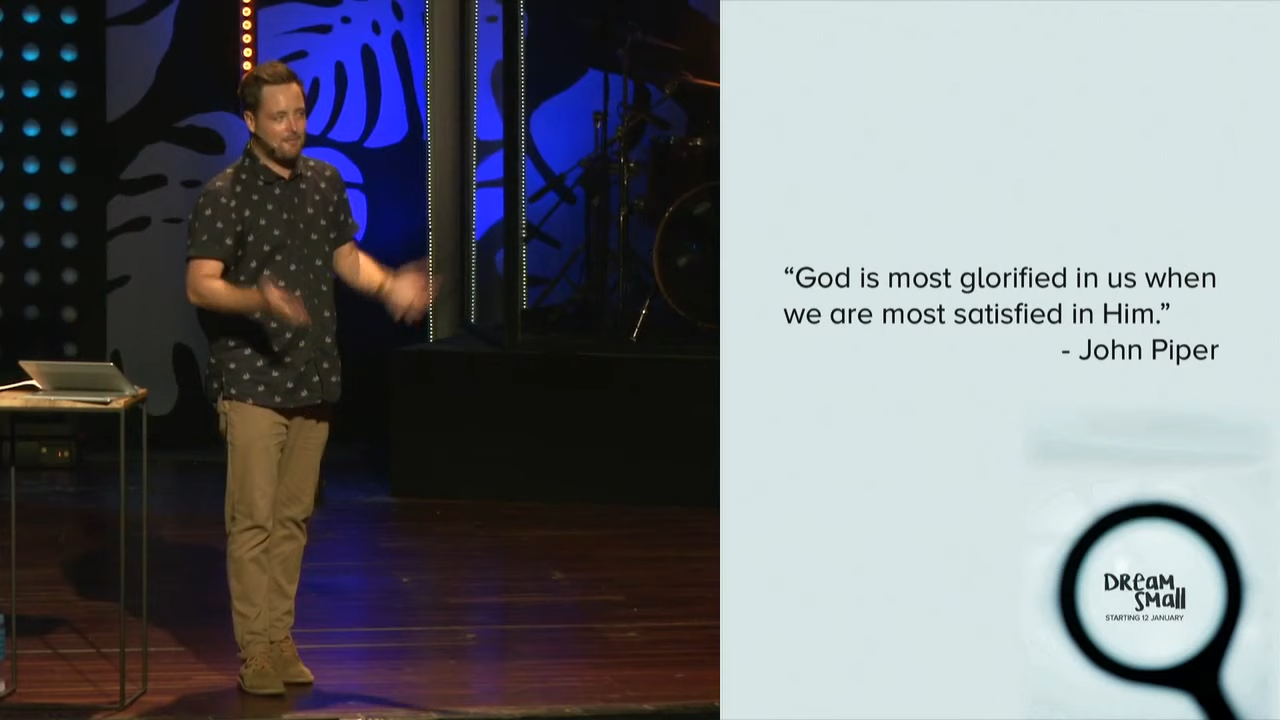 “God is most glorified in us when
we are most satisfied in Him.”
- John Piper
DReam
Small
STARTING 12 JANUARY